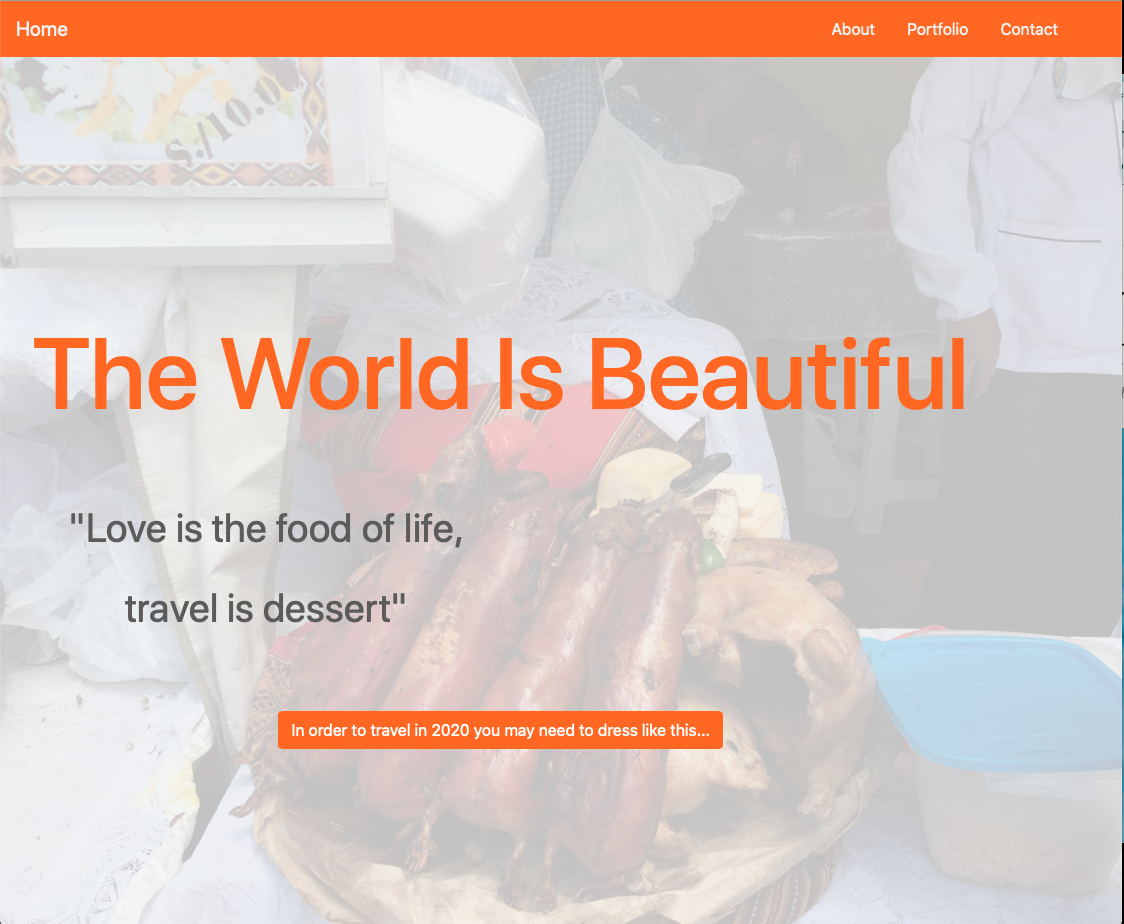 Home
About Portfolio Contact
S./10.0
The World Is Beautiful
"Love is the food of life,
travel is dessert"
In order to travel in 2020 you may need to dress like this...